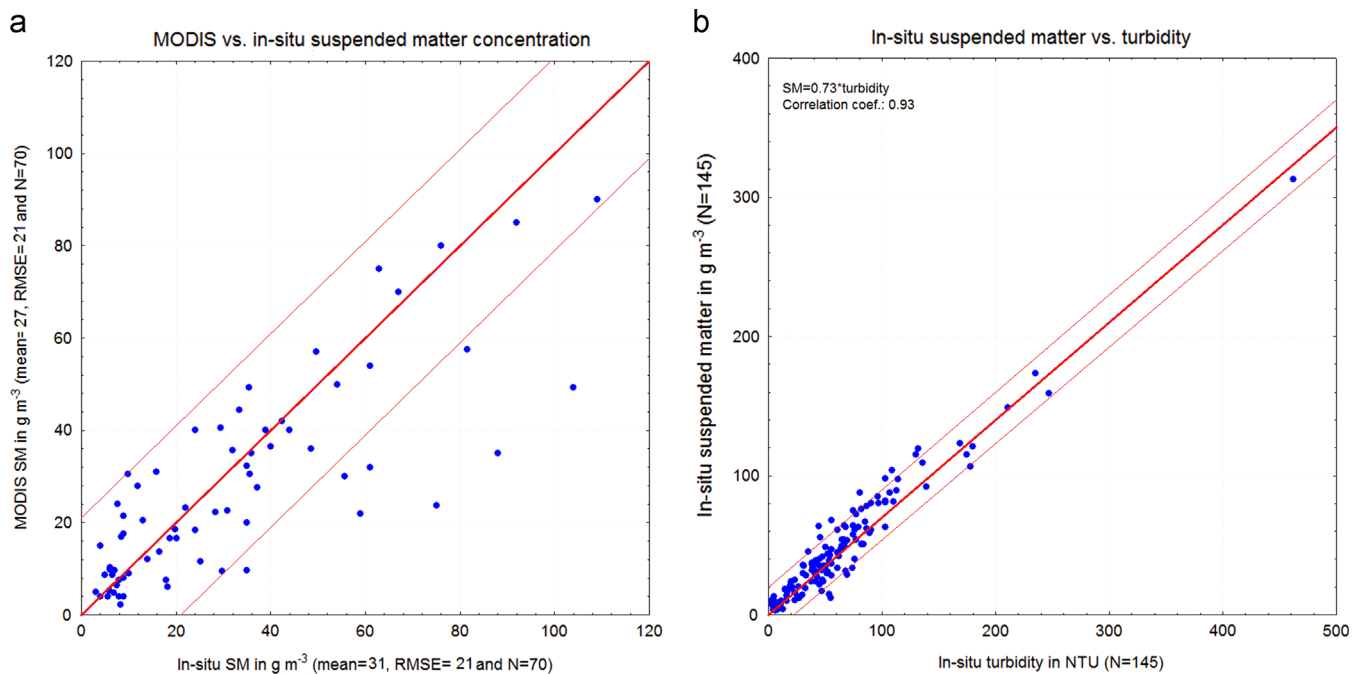 a
MODIS vs. in-situ suspended matter concentration
MODIS SM in g m⁻³ (mean= 27, RMSE= 21 and N=70)
120
100
80
60
40
20
0
0 20 40 60 80 100 120
In-situ SM in g m⁻³ (mean=31, RMSE= 21 and N=70)
b
In-situ suspended matter vs. turbidity
SM=0.73*turbidity
Correlation coef.: 0.93
In-situ suspended matter in g m⁻³ (N=145)
400
300
200
100
0
0 100 200 300 400 500
In-situ turbidity in NTU (N=145)